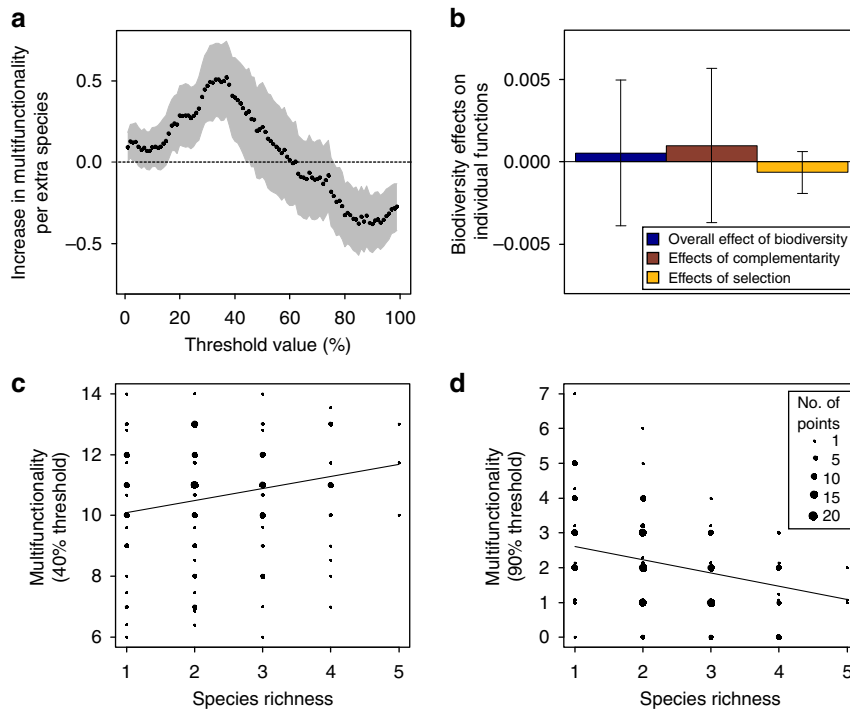 a
Increase in multifunctionality
per extra species
0.5
0.0
–0.5
0 20 40 60 80 100
Threshold value (%)
b
Biodiversity effects on
individual functions
0.005
0.000
–0.005
Overall effect of biodiversity
Effects of complementarity
Effects of selection
c
Multifunctionality
(40% threshold)
14
12
10
8
6
1 2 3 4 5
Species richness
d
Multifunctionality
(90% threshold)
7
6
5
4
3
2
1
0
No. of
points
1
5
10
15
20
1 2 3 4 5
Species richness